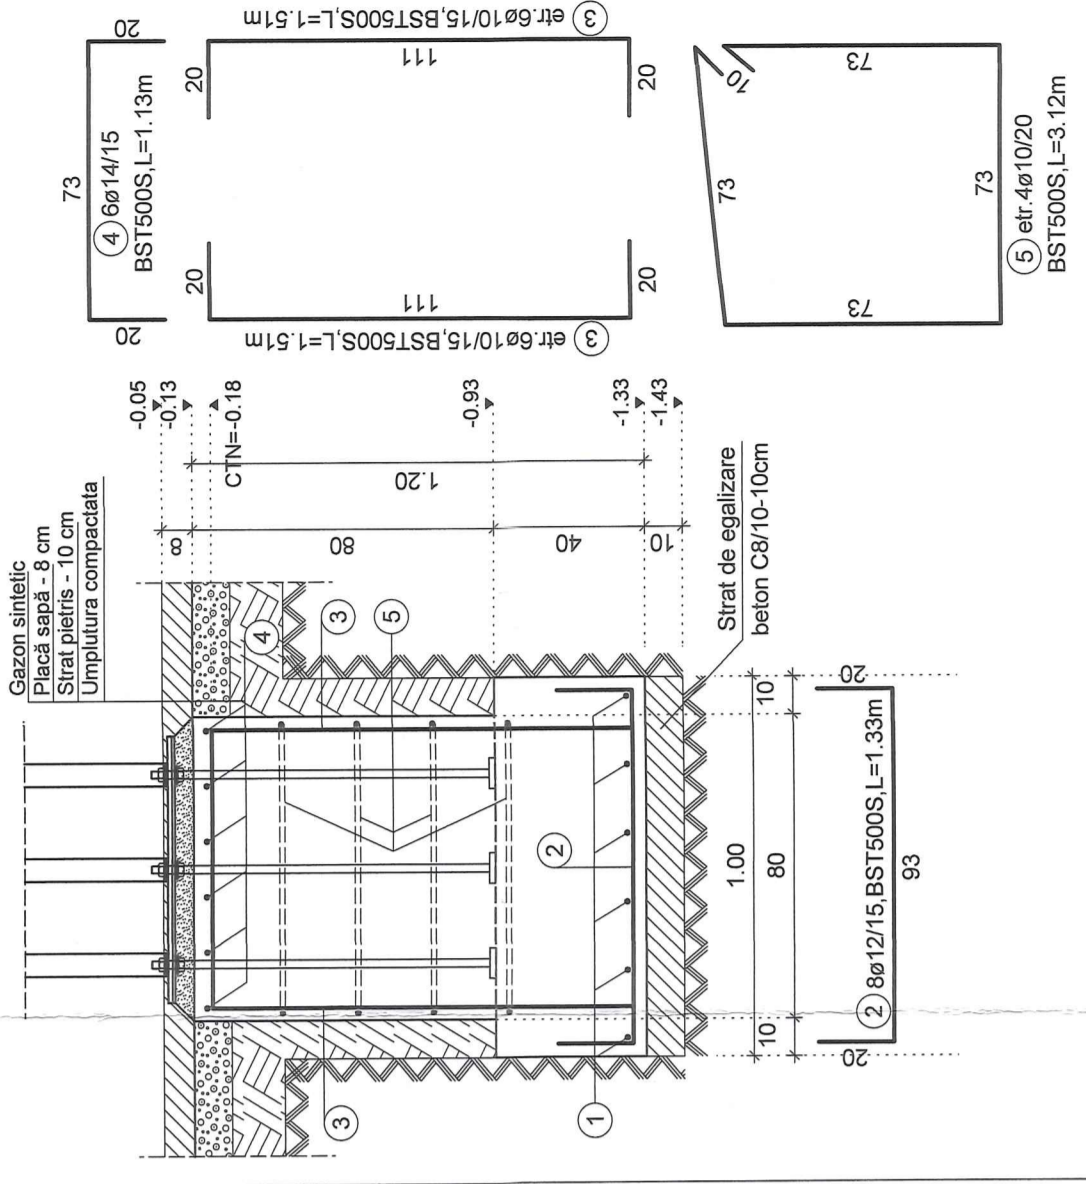 20
73
④ 6ø14/15
BST500S,L=1.13m
20
③ etr.6ø10/15,BST500S,L=1.51m
20
111
20
20
111
20
③ etr.6ø10/15,BST500S,L=1.51m
10
73
73
73
73
⑤ etr.4ø10/20
BST500S,L=3.12m
Gazon sintetic
Placă sapă - 8 cm
Strat pietris - 10 cm
Umplutura compactata
-0.05
-0.13
CTN=-0.18
-0.93
-1.33
-1.43
8
80
1.20
40
10
④
③
⑤
③
②
①
Strat de egalizare
beton C8/10-10cm
10
80
10
1.00
20
② 8ø12/15,BST500S,L=1.33m
93
20